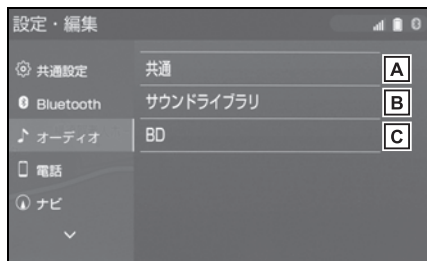 設定・編集
共通設定
Bluetooth
オーディオ
電話
ナビ
共通 A
サウンドライブラリ B
BD C